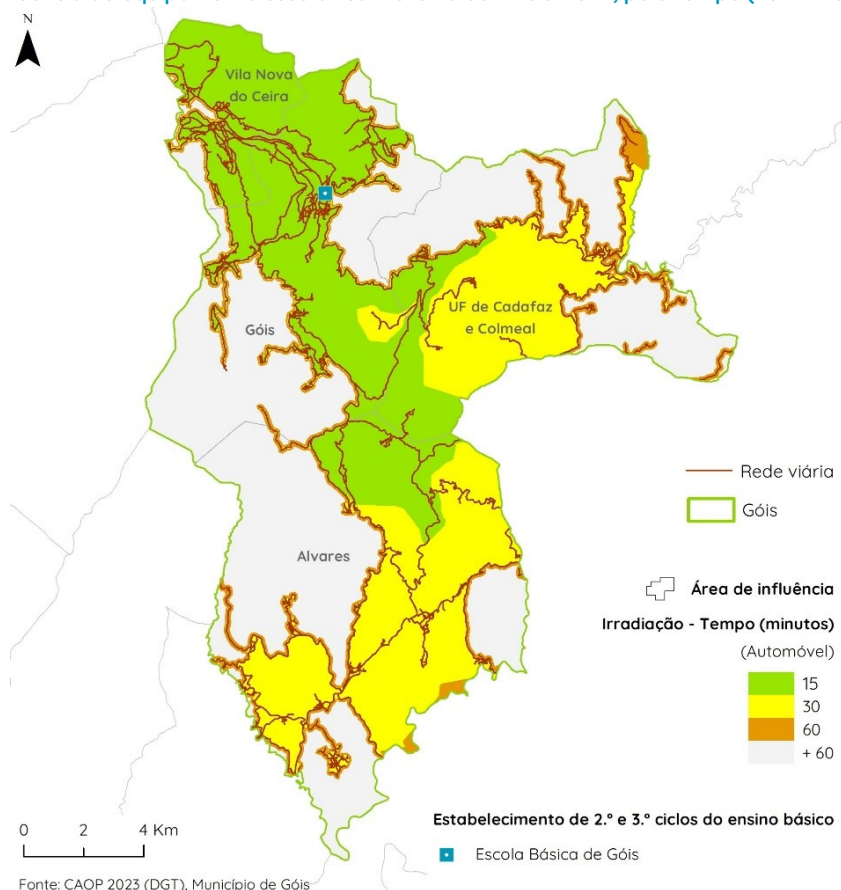 N
Vila Nova
do Ceira
UF de Cadafaz
e Colmeal
Góis
Alvares
Rede viária
Góis
Área de influência
Irradiação - Tempo (minutos)
(Automóvel)
15
30
60
+ 60
0 2 4 Km
Estabelecimento de 2.º e 3.º ciclos do ensino básico
Escola Básica de Góis
Fonte: CAOP 2023 (DGT), Município de Góis